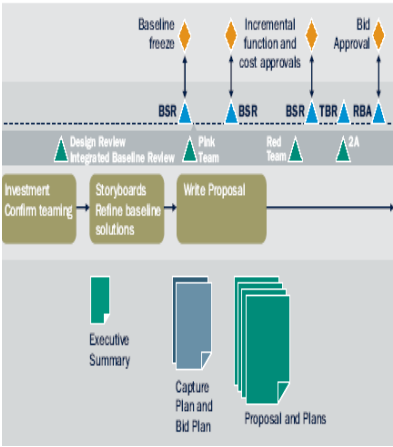 Baseline
freeze
Incremental
function and
cost approvals
Bid
Approval
BSR
BSR
BSR
TBR
RBA
Design Review
Integrated Baseline Review
Pink
Team
Red
Team
2A
Investment
Confirm teaming
Storyboards
Refine baseline
solutions
Write Proposal
Executive
Summary
Capture
Plan and
Bid Plan
Proposal and Plans